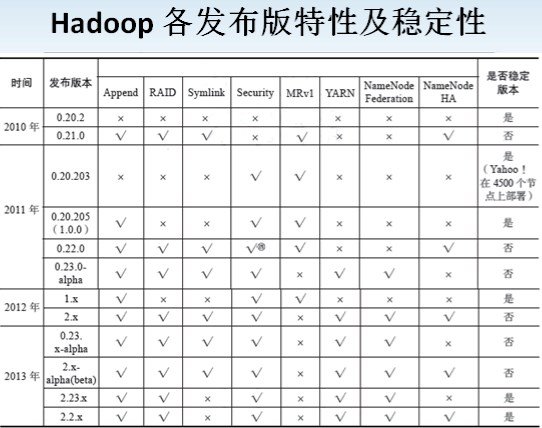 Hadoop 各发布版特性及稳定性
时间 发布版本 Append RAID Symlink Security MRv1 YARN NameNode Federation NameNode HA 是否稳定版本
2010 年 0.20.2 × × × × × × × × 是
0.21.0 √ √ √ × √ × × √ 否
2011 年 0.20.203 × × × √ √ × × × 是（Yahoo！在 4500 个节点上部署）
0.20.205（1.0.0） √ × × √ √ × × × 是
0.22.0 √ √ √ √ √ × × √ 否
0.23.0-alpha √ √ √ √ × √ √ × 否
2012 年 1.x √ × × √ √ × × × 是
2.x √ √ √ √ × √ √ √ 否
2013 年 0.23.x-alpha √ √ √ √ × √ √ × 否
2.x-alpha(beta) √ √ √ √ × √ √ √ 否
2.23.x √ √ × √ × √ √ × 是
2.2.x √ √ × √ × √ √ √ 是